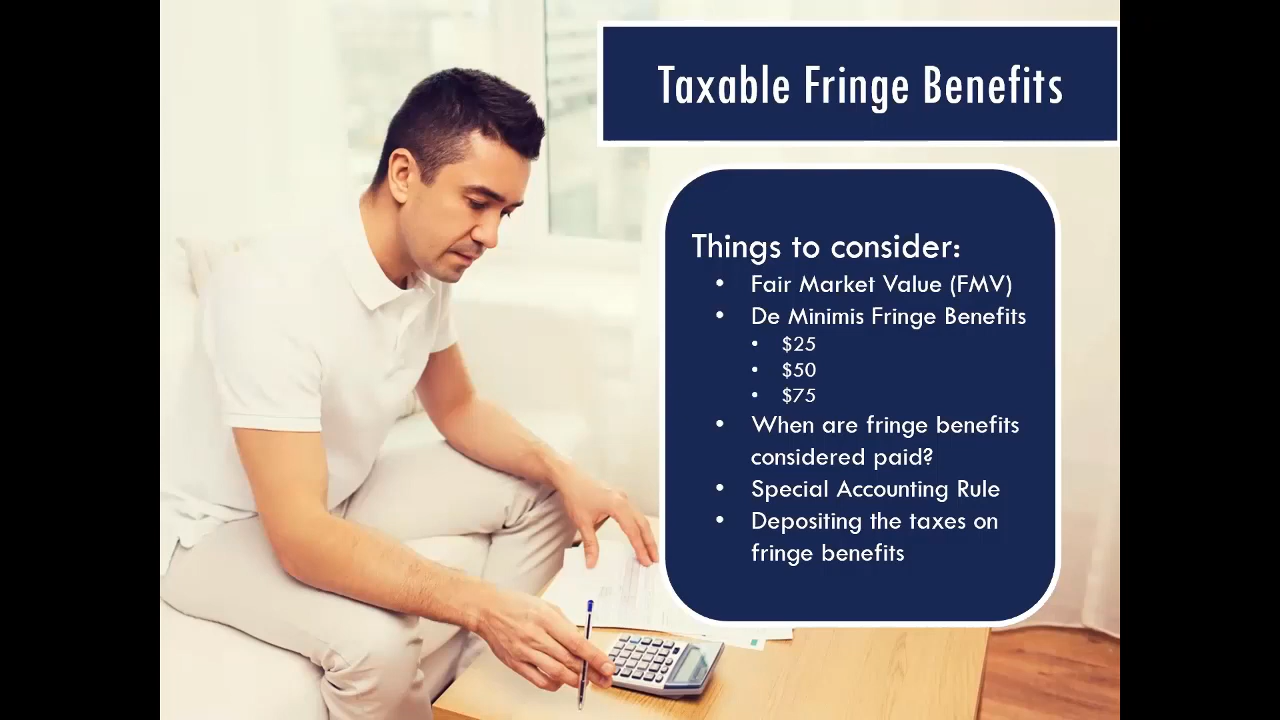 Taxable Fringe Benefits
Things to consider:
• Fair Market Value (FMV)
• De Minimis Fringe Benefits
• $25
• $50
• $75
• When are fringe benefits
considered paid?
• Special Accounting Rule
• Depositing the taxes on
fringe benefits